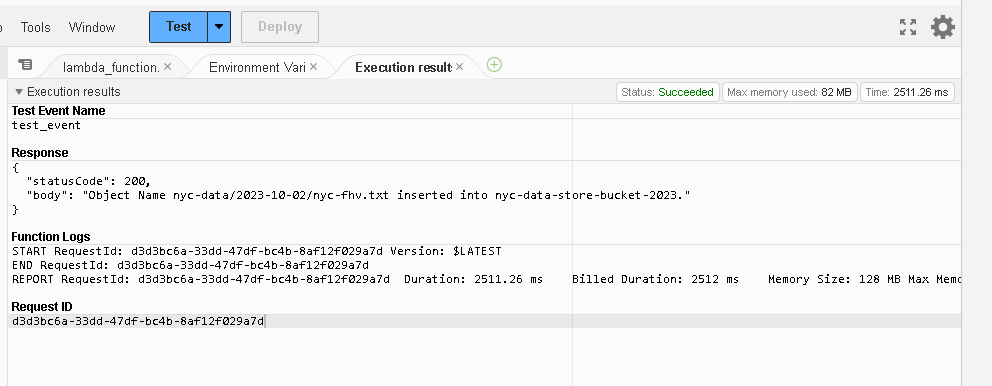 Tools Window Test Deploy
lambda_function. × Environment Vari × Execution result ×
Execution results Status: Succeeded Max memory used: 82 MB Time: 2511.26 ms
Test Event Name
test_event
Response
{
"statusCode": 200,
"body": "Object Name nyc-data/2023-10-02/nyc-fhv.txt inserted into nyc-data-store-bucket-2023."
}
Function Logs
START RequestId: d3d3bc6a-33dd-47df-bc4b-8af12f029a7d Version: $LATEST
END RequestId: d3d3bc6a-33dd-47df-bc4b-8af12f029a7d
REPORT RequestId: d3d3bc6a-33dd-47df-bc4b-8af12f029a7d Duration: 2511.26 ms Billed Duration: 2512 ms Memory Size: 128 MB Max Memo
Request ID
d3d3bc6a-33dd-47df-bc4b-8af12f029a7d